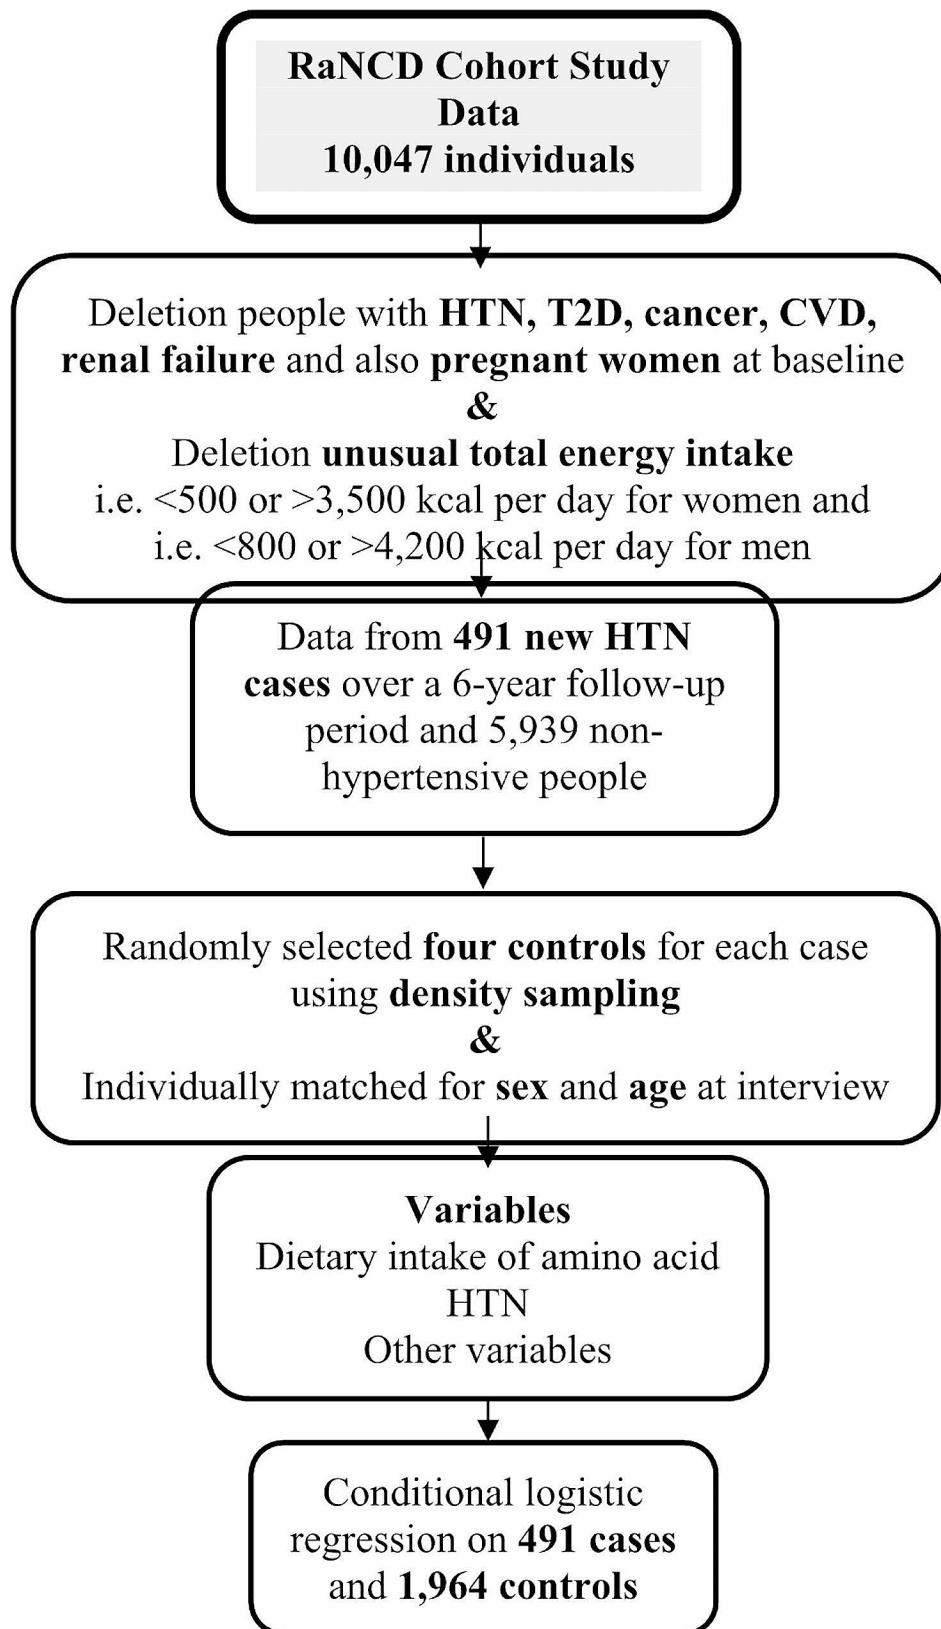 RaNCD Cohort Study
Data
10,047 individuals
Deletion people with HTN, T2D, cancer, CVD,
renal failure and also pregnant women at baseline
&
Deletion unusual total energy intake
i.e. <500 or >3,500 kcal per day for women and
i.e. <800 or >4,200 kcal per day for men
Data from 491 new HTN
cases over a 6-year follow-up
period and 5,939 non-
hypertensive people
Randomly selected four controls for each case
using density sampling
&
Individually matched for sex and age at interview
Variables
Dietary intake of amino acid
HTN
Other variables
Conditional logistic
regression on 491 cases
and 1,964 controls